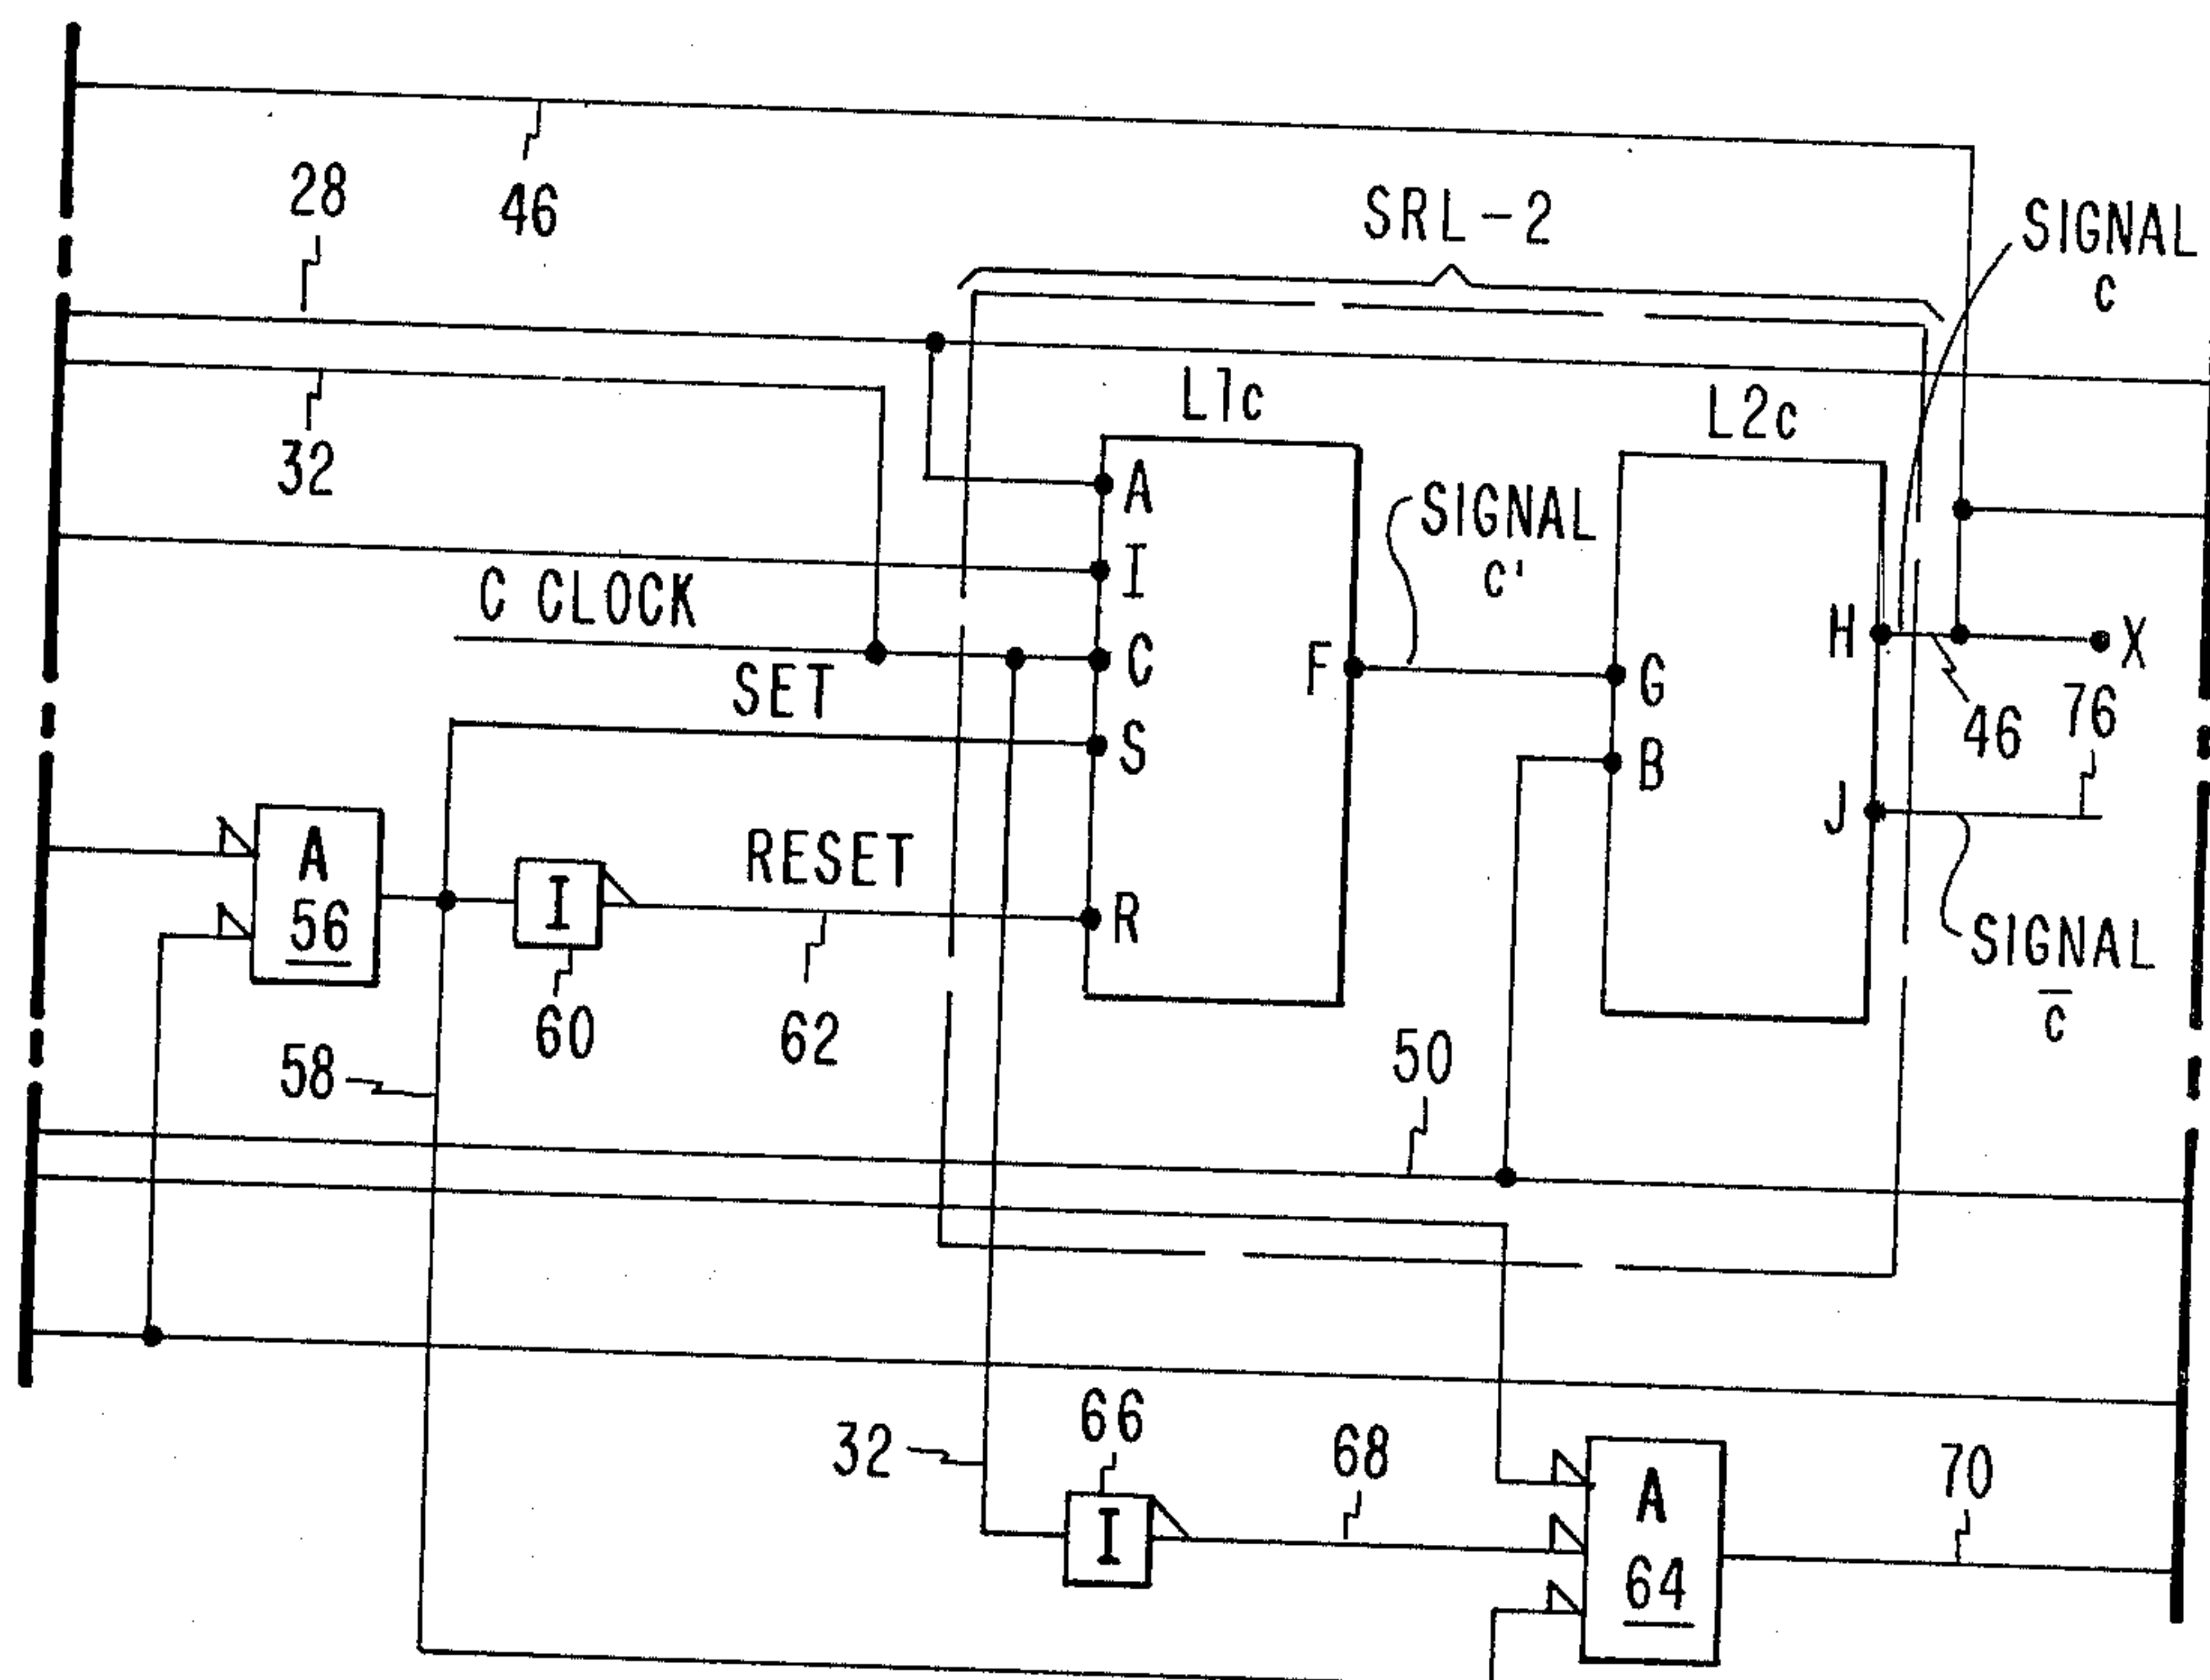 46
28
SRL-2
SIGNAL
c
32
L1c
L2c
A
I
C
S
R
F
SIGNAL
c'
G
B
H
J
X
46
76
C CLOCK
SET
RESET
A
56
I
60
62
58
50
SIGNAL
c̅
32
66
I
68
A
64
70